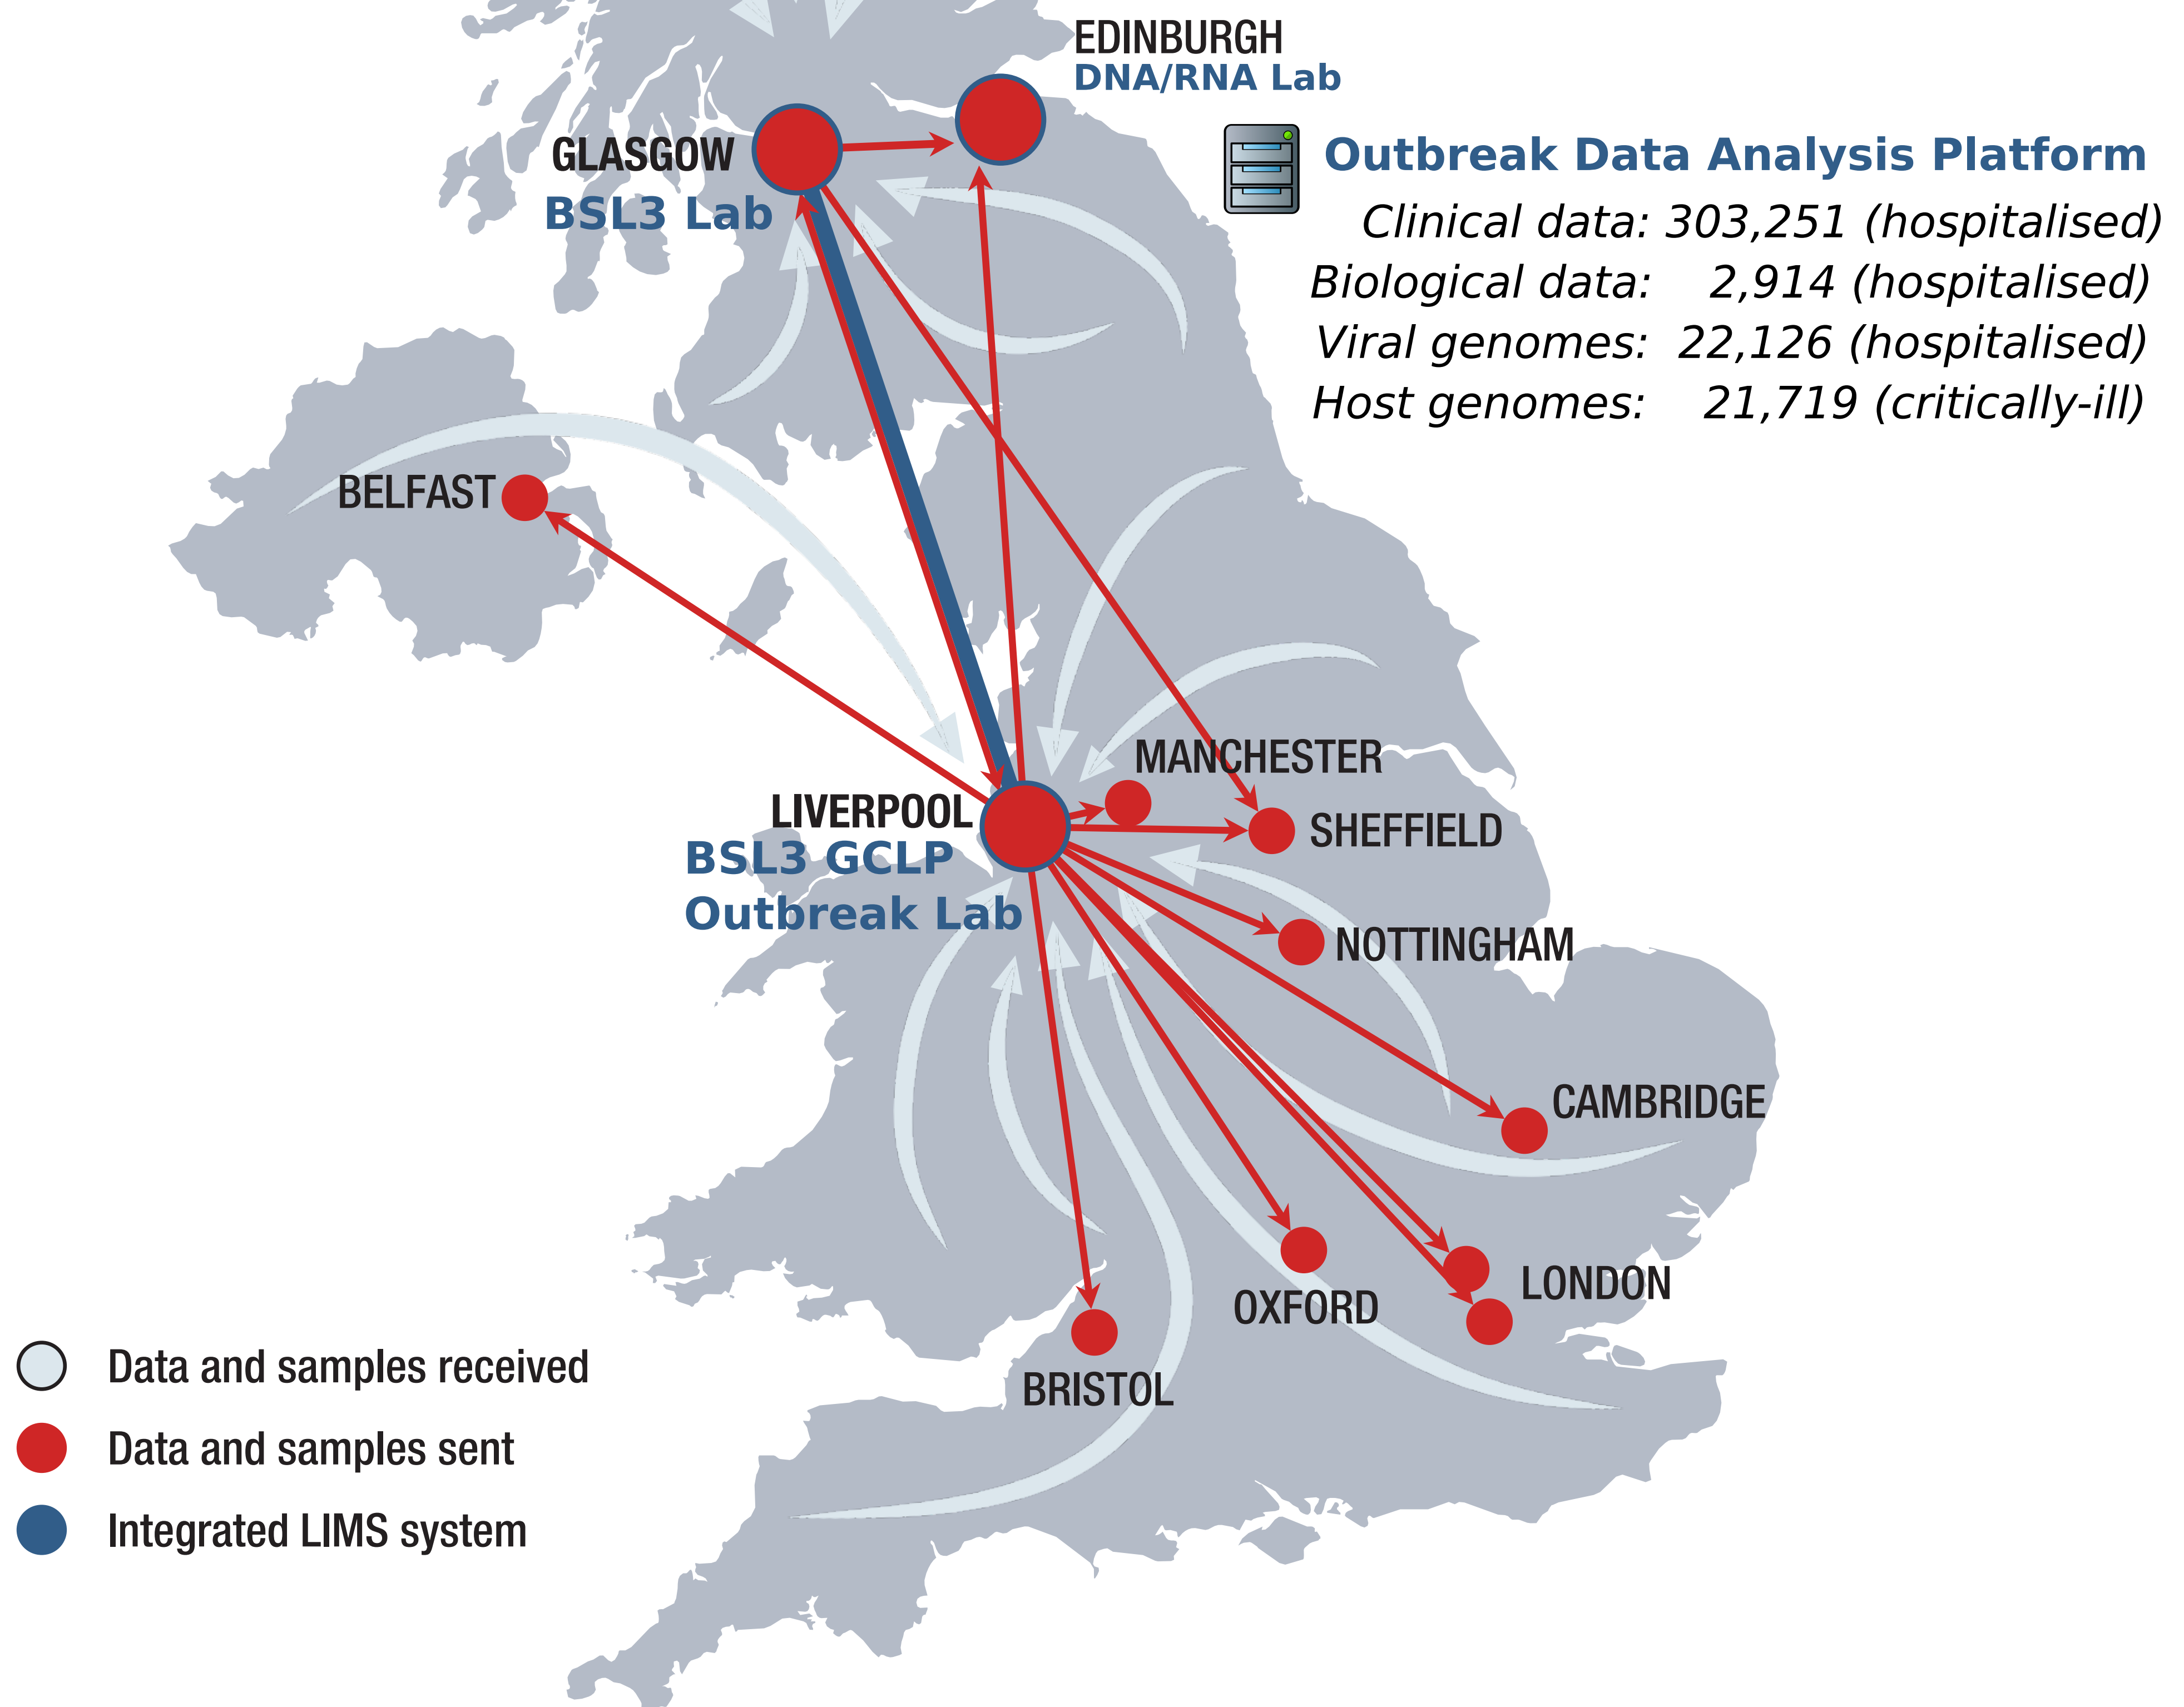 EDINBURGH
DNA/RNA Lab
GLASGOW
BSL3 Lab
Outbreak Data Analysis Platform
Clinical data: 303,251 (hospitalised)
Biological data: 2,914 (hospitalised)
Viral genomes: 22,126 (hospitalised)
Host genomes: 21,719 (critically-ill)
BELFAST
MANCHESTER
LIVERPOOL
BSL3 GCLP
Outbreak Lab
SHEFFIELD
NOTTINGHAM
CAMBRIDGE
LONDON
OXFORD
BRISTOL
Data and samples received
Data and samples sent
Integrated LIMS system